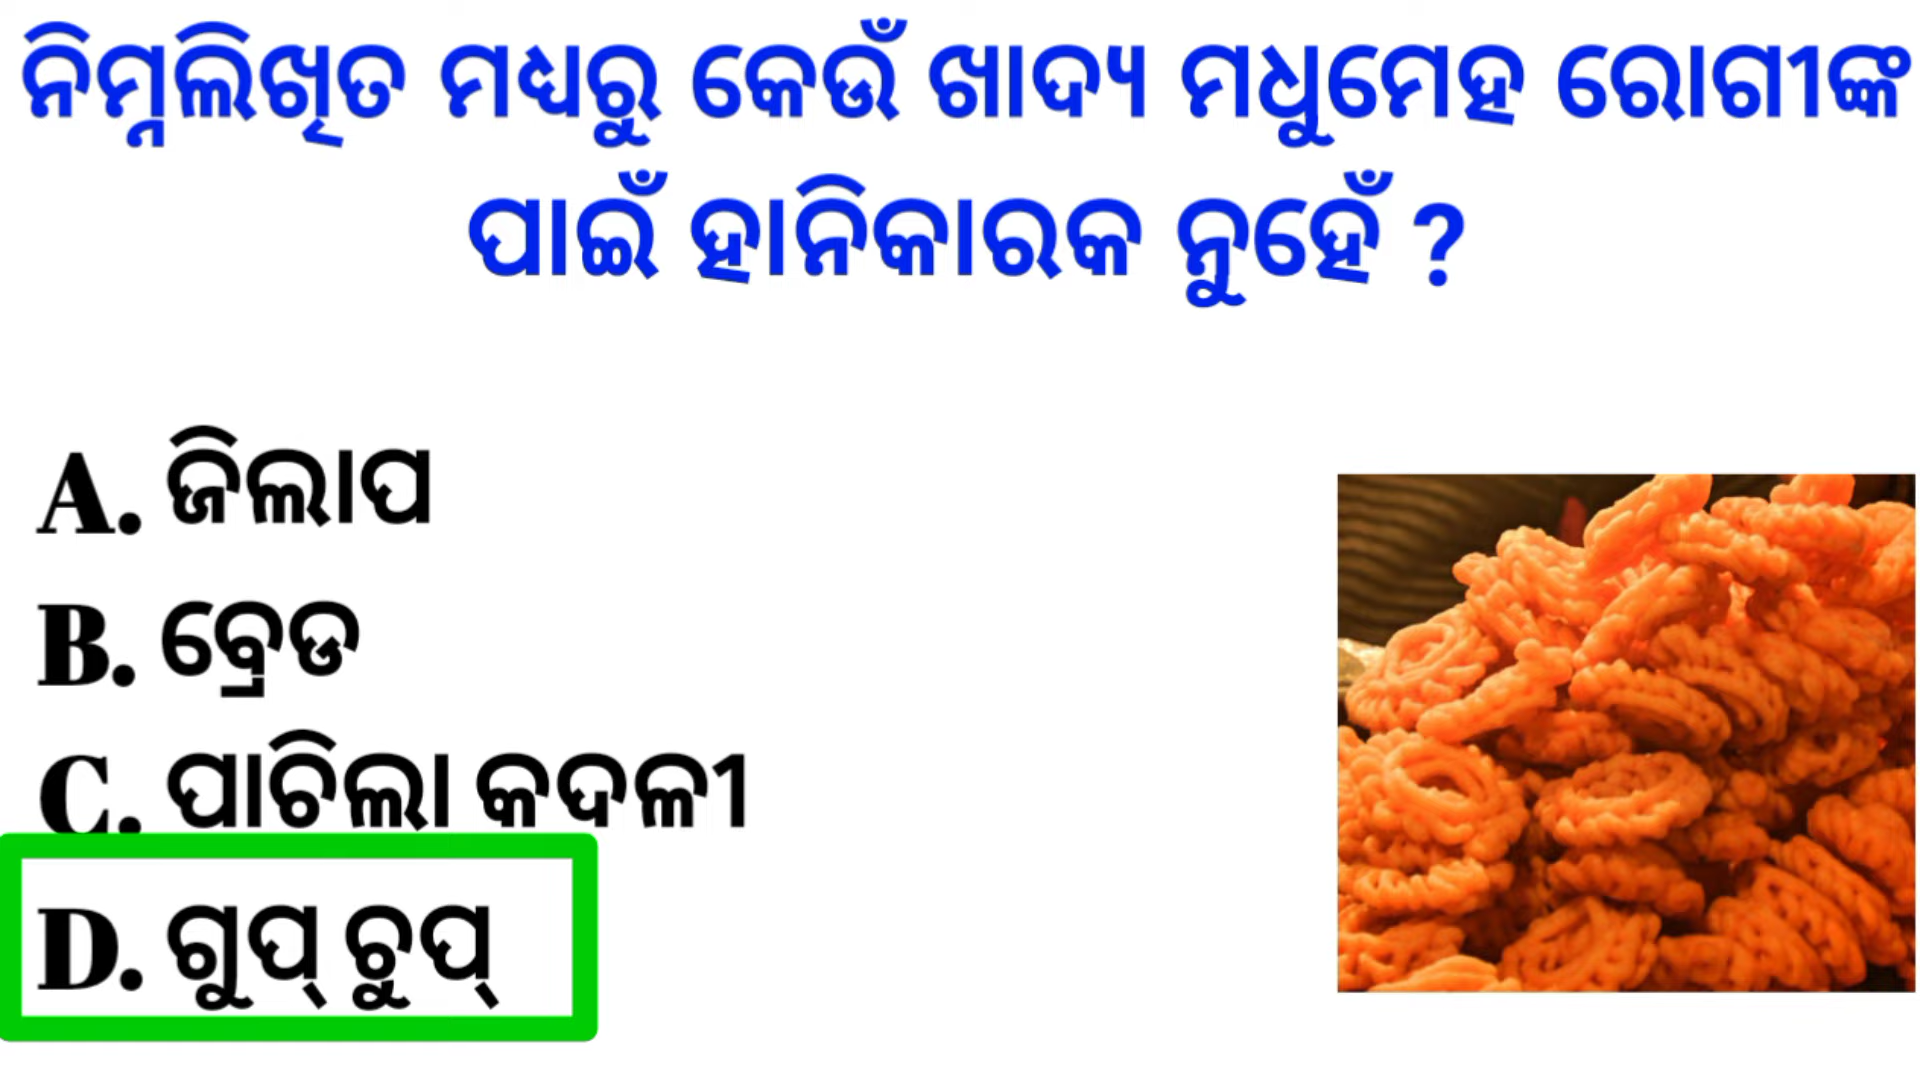 ନିମ୍ନଲିଖିତ ମଧ୍ୟରୁ କେଉଁ ଖାଦ୍ୟ ମଧୁମେହ ରୋଗୀଙ୍କ
ପାଇଁ ହାନିକାରକ ନୁହେଁ ?
A. ଜିଲାପ
B. ବ୍ରେଡ
C. ପାଚିଲା କଦଳୀ
D. ଗୁପ୍ ଚୁପ୍